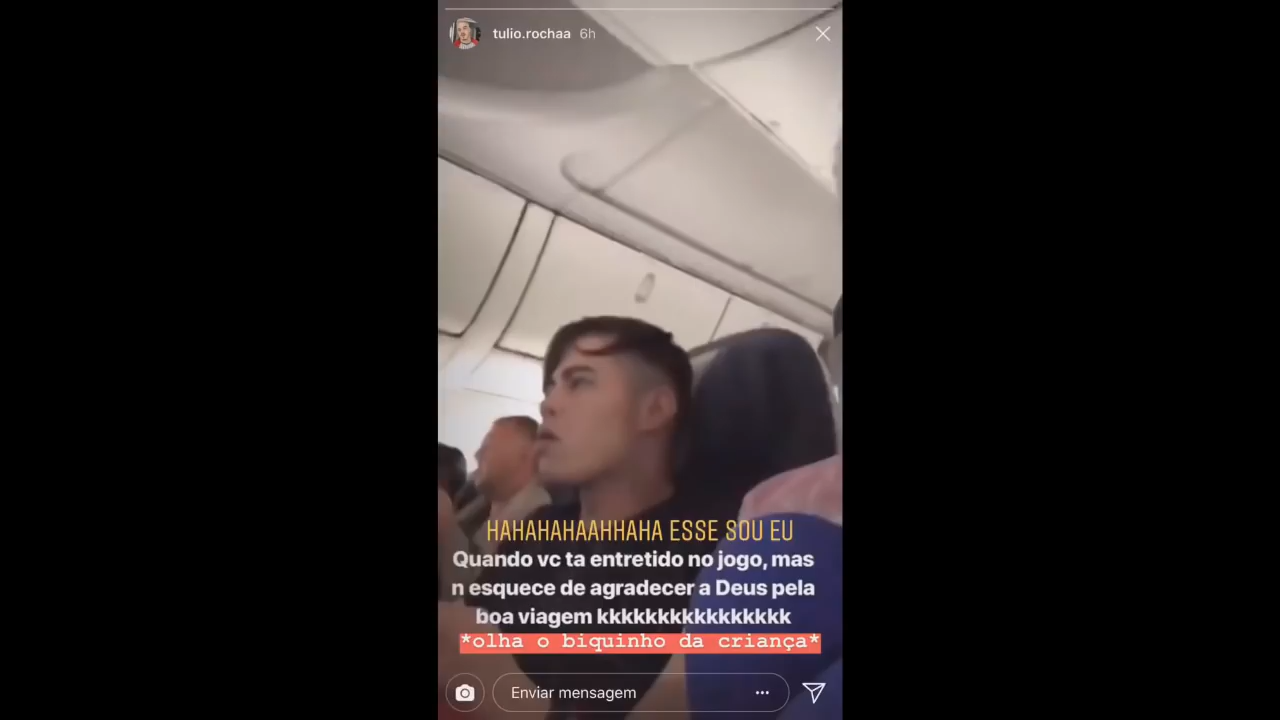 tulio.rochaa 6h
HAHAHAHAAHHAHA ESSE SOU EU
Quando vc ta entretido no jogo, mas
n esquece de agradecer a Deus pela
boa viagem kkkkkkkkkkkkkkkk
*olha o biquinho da criança*
Enviar mensagem